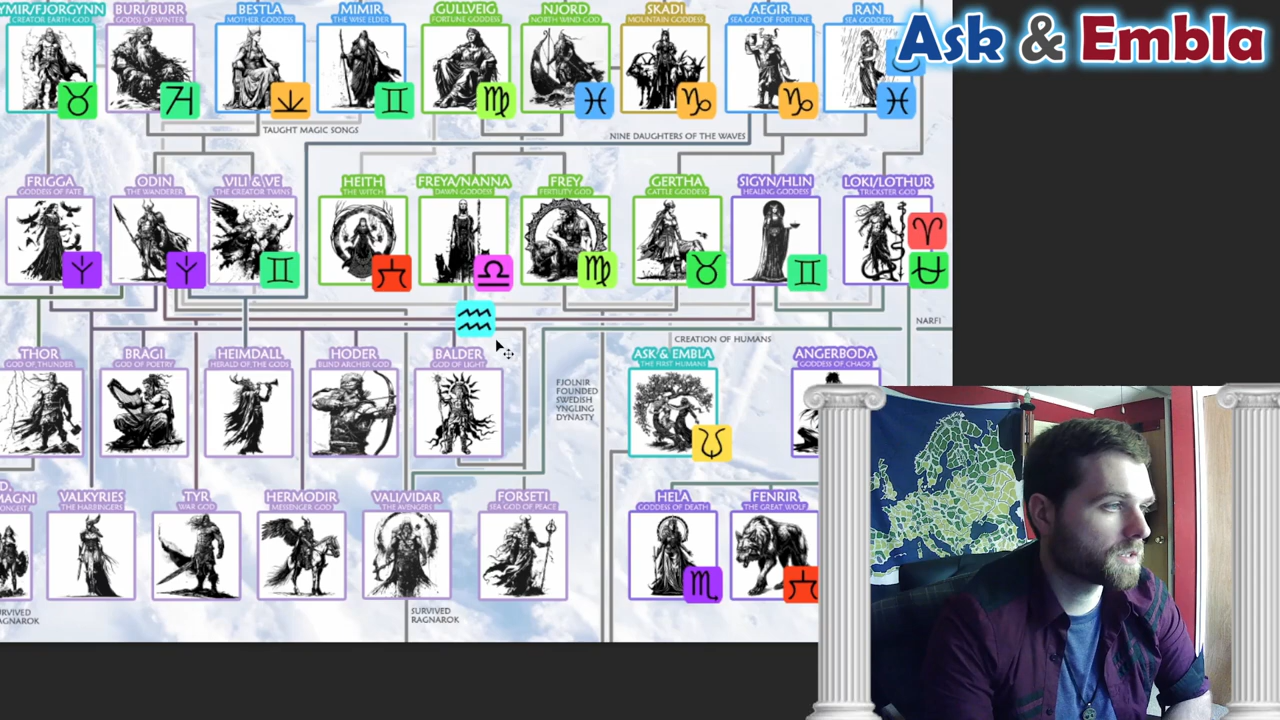 Ask & Embla
YMIR/FJORGYNN
CREATOR EARTH GOD
BURI/BURR
GOD(S) OF WINTER
BESTLA
MOTHER GODDESS
MIMIR
THE WISE ELDER
GULLVEIG
FORTUNE GODDESS
NJORD
NORTH WIND GOD
SKADI
MOUNTAIN GODDESS
AEGIR
SEA GOD OF FORTUNE
RAN
SEA GODDESS
TAUGHT MAGIC SONGS
NINE DAUGHTERS OF THE WAVES
FRIGGA
GODDESS OF FATE
ODIN
THE WANDERER
VILI & VE
THE CREATOR TWINS
HEITH
THE WITCH
FREYA/NANNA
DAWN GODDESS
FREY
FERTILITY GOD
GERTHA
CATTLE GODDESS
SIGYN/HLIN
HEALING GODDESS
LOKI/LOTHUR
TRICKSTER GOD
NARFI
CREATION OF HUMANS
THOR
GOD OF THUNDER
BRAGI
GOD OF POETRY
HEIMDALL
HERALD OF THE GODS
HODER
BLIND ARCHER GOD
BALDER
GOD OF LIGHT
FJOLNIR
FOUNDED
SWEDISH
YNGLING
DYNASTY
ASK & EMBLA
THE FIRST HUMANS
ANGERBODA
GODDESS OF CHAOS
MAGNI
VALKYRIES
THE HARBINGERS
TYR
WAR GOD
HERMODIR
MESSENGER GOD
VALI/VIDAR
THE AVENGERS
FORSETI
SEA GOD OF PEACE
HELA
GODDESS OF DEATH
FENRIR
THE GREAT WOLF
SURVIVED
RAGNAROK